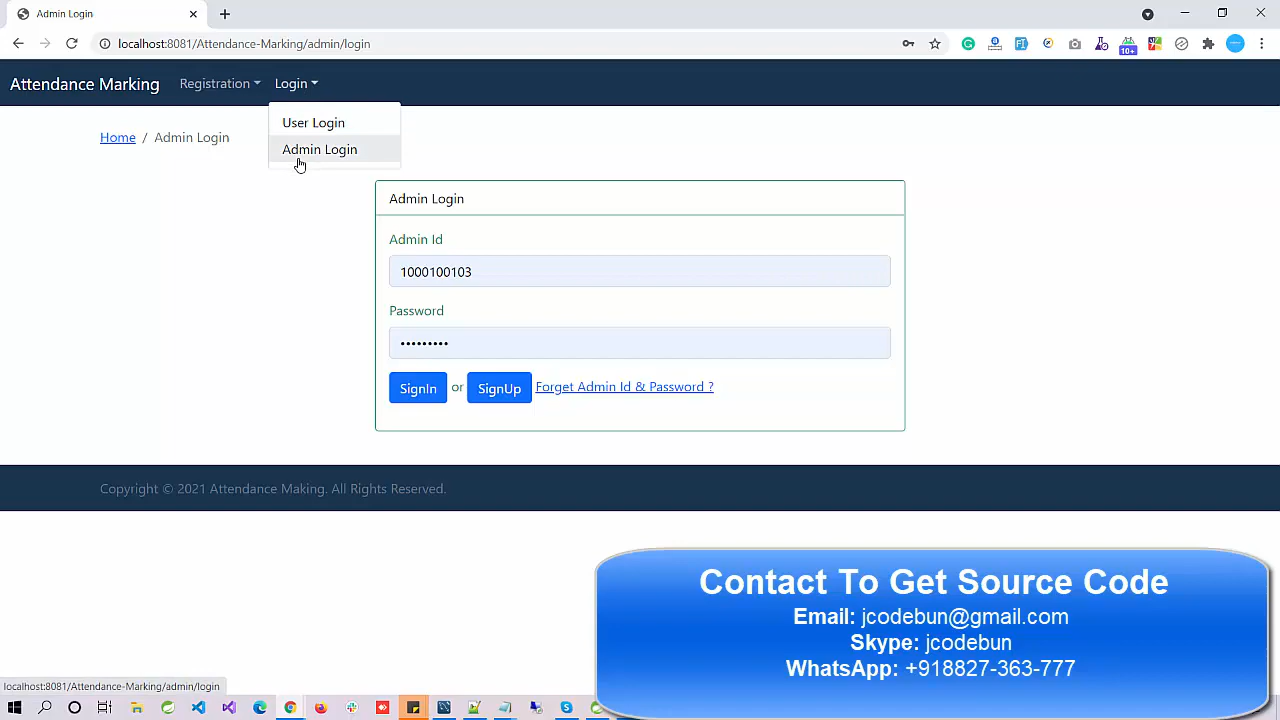 Admin Login
localhost:8081/Attendance-Marking/admin/login
10+
Attendance Marking Registration Login
User Login
Admin Login
Home / Admin Login
Admin Login
Admin Id
1000100103
Password
•••••••••
SignIn or SignUp Forget Admin Id & Password ?
Copyright © 2021 Attendance Making. All Rights Reserved.
Contact To Get Source Code
Email: jcodebun@gmail.com
Skype: jcodebun
WhatsApp: +918827-363-777
localhost:8081/Attendance-Marking/admin/login